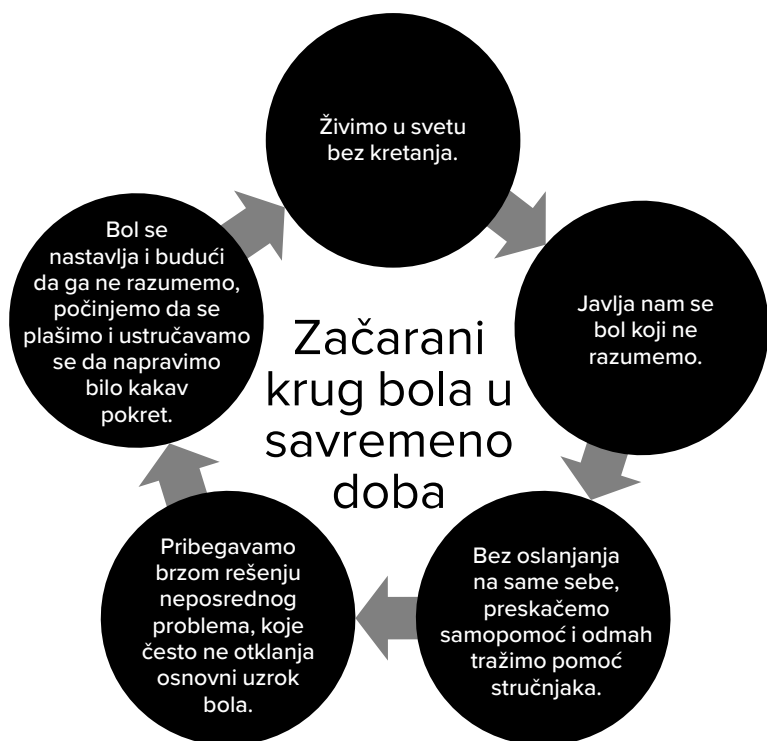 Živimo u svetu
bez kretanja.
Javlja nam se
bol koji ne
razumemo.
Bez oslanjanja
na same sebe,
preskačemo
samopomoć i odmah
tražimo pomoć
stručnjaka.
Pribegavamo
brzom rešenju
neposrednog
problema, koje
često ne otklanja
osnovni uzrok
bola.
Bol se
nastavlja i budući
da ga ne razumemo,
počinjemo da se
plašimo i ustručavamo
se da napravimo
bilo kakav
pokret.
Začarani
krug bola u
savremeno
doba